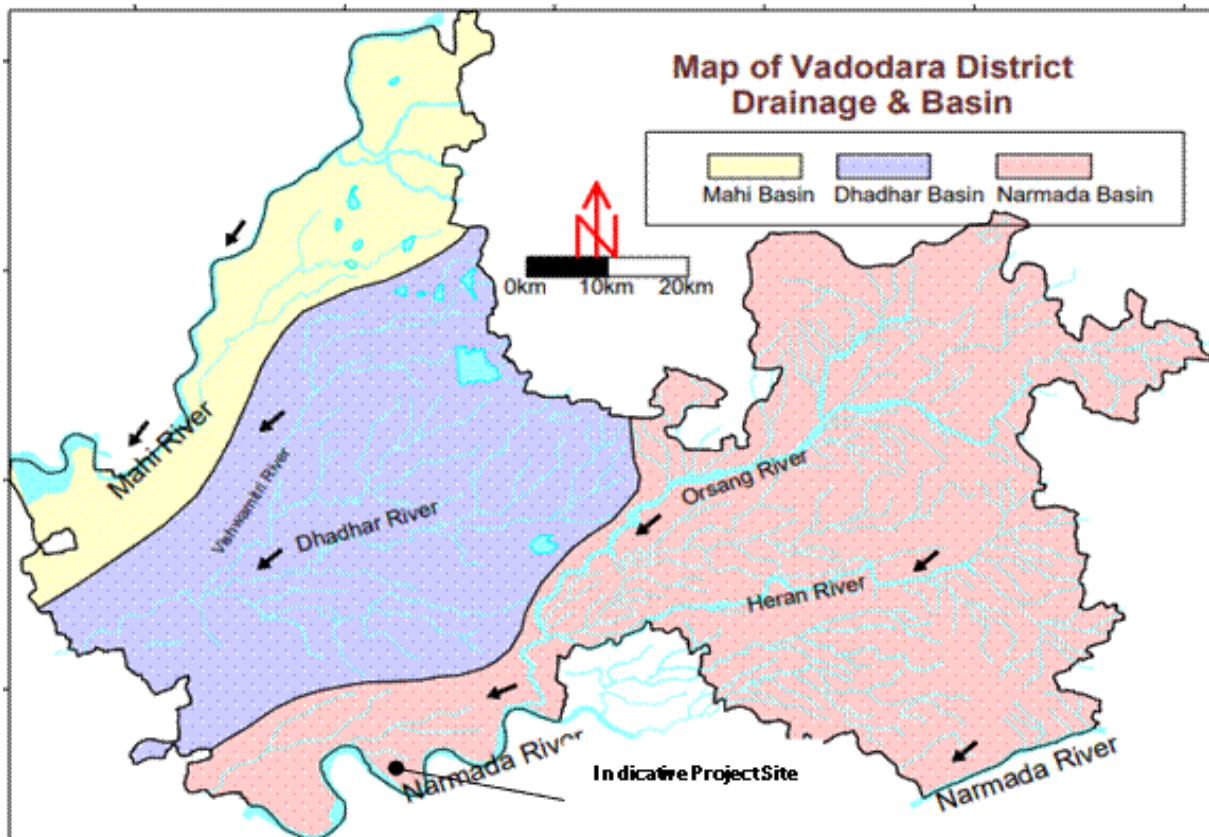 Map of Vadodara District
Drainage & Basin
Mahi Basin
Dhadhar Basin
Narmada Basin
0km
10km
20km
Mahi River
Vishwamitri River
Dhadhar River
Orsang River
Heran River
Narmada River
Indicative Project Site
Narmada River